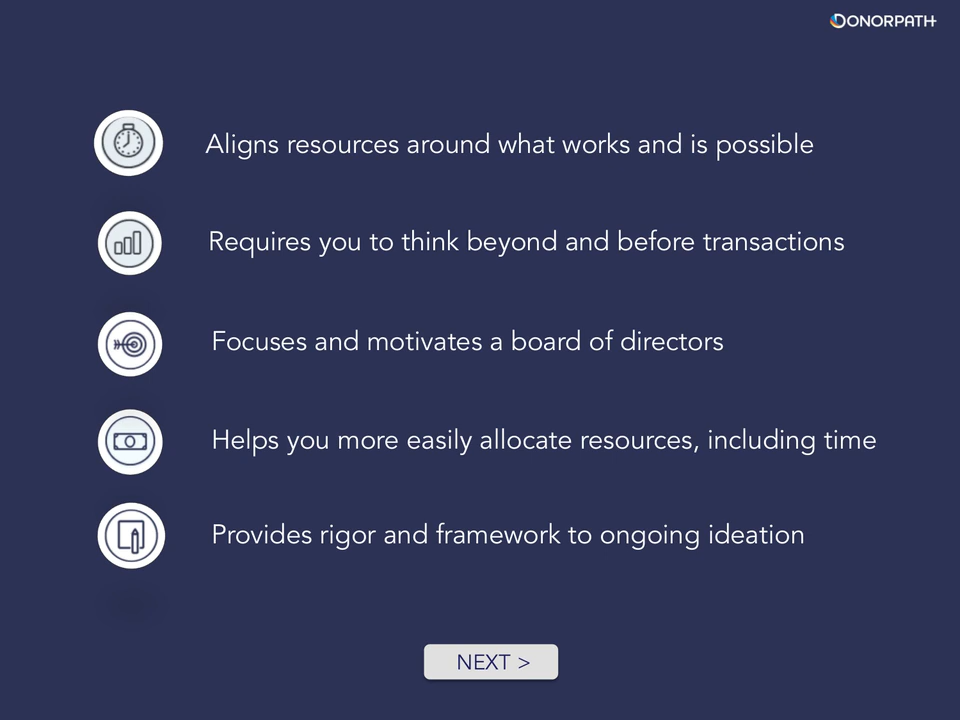 DONORPATH
Aligns resources around what works and is possible
Requires you to think beyond and before transactions
Focuses and motivates a board of directors
Helps you more easily allocate resources, including time
Provides rigor and framework to ongoing ideation
NEXT >